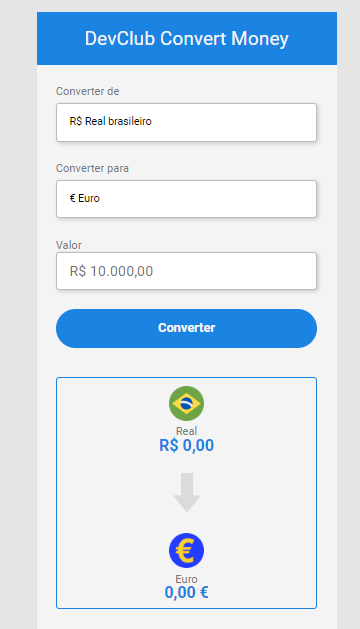 DevClub Convert Money
Converter de
R$ Real brasileiro
Converter para
€ Euro
Valor
R$ 10.000,00
Converter
Real
R$ 0,00
€
Euro
0,00 €